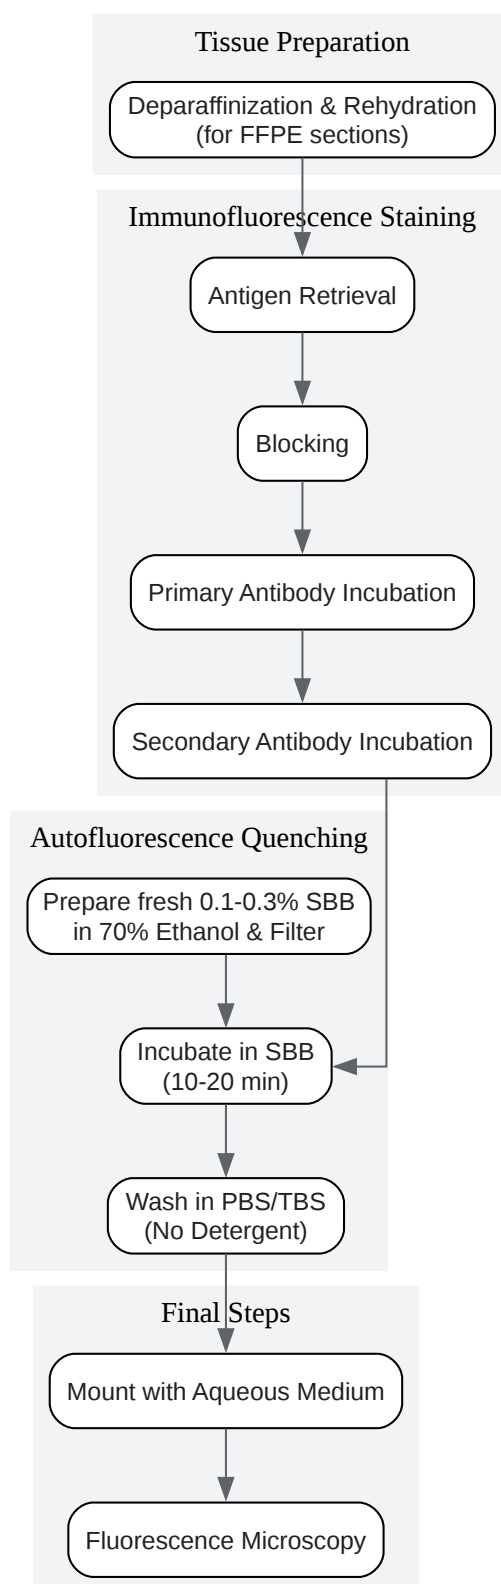 Tissue Preparation
Deparaffinization & Rehydration
(for FFPE sections)
Immunofluorescence Staining
Antigen Retrieval
Blocking
Primary Antibody Incubation
Secondary Antibody Incubation
Autofluorescence Quenching
Prepare fresh 0.1-0.3% SBB
in 70% Ethanol & Filter
Incubate in SBB
(10-20 min)
Wash in PBS/TBS
(No Detergent)
Final Steps
Mount with Aqueous Medium
Fluorescence Microscopy